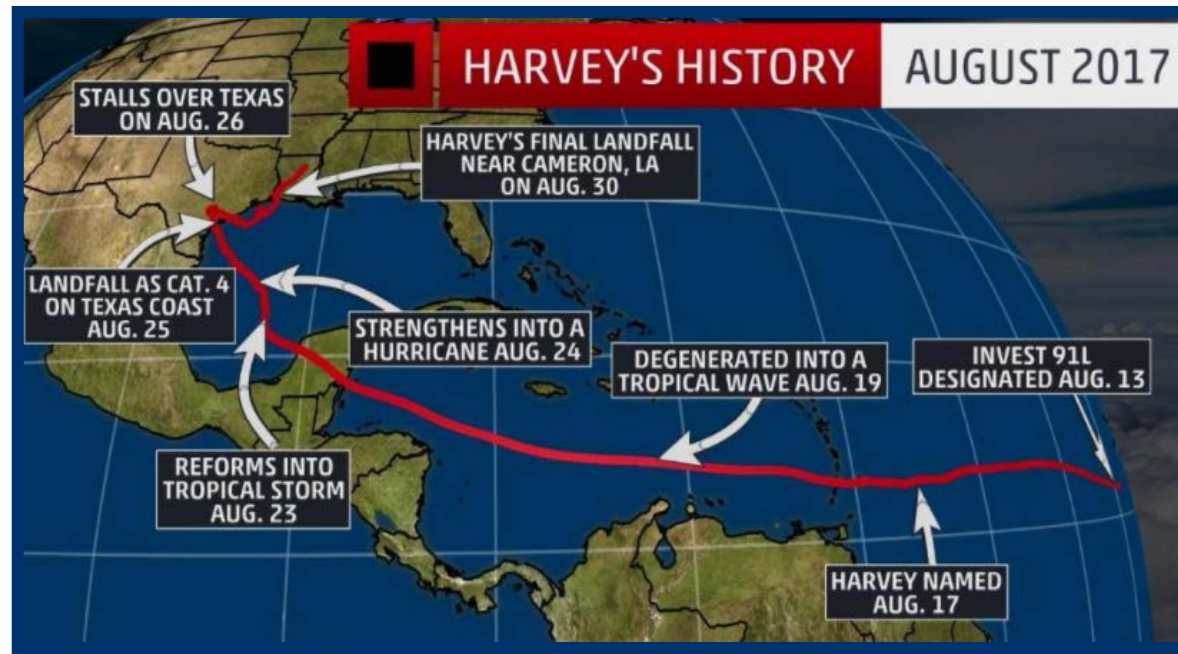 HARVEY'S HISTORY
AUGUST 2017
STALLS OVER TEXAS
ON AUG. 26
HARVEY'S FINAL LANDFALL
NEAR CAMERON, LA
ON AUG. 30
LANDFALL AS CAT. 4
ON TEXAS COAST
AUG. 25
STRENGTHENS INTO A
HURRICANE AUG. 24
DEGENERATED INTO A
TROPICAL WAVE AUG. 19
INVEST 91L
DESIGNATED AUG. 13
REFORMS INTO
TROPICAL STORM
AUG. 23
HARVEY NAMED
AUG. 17